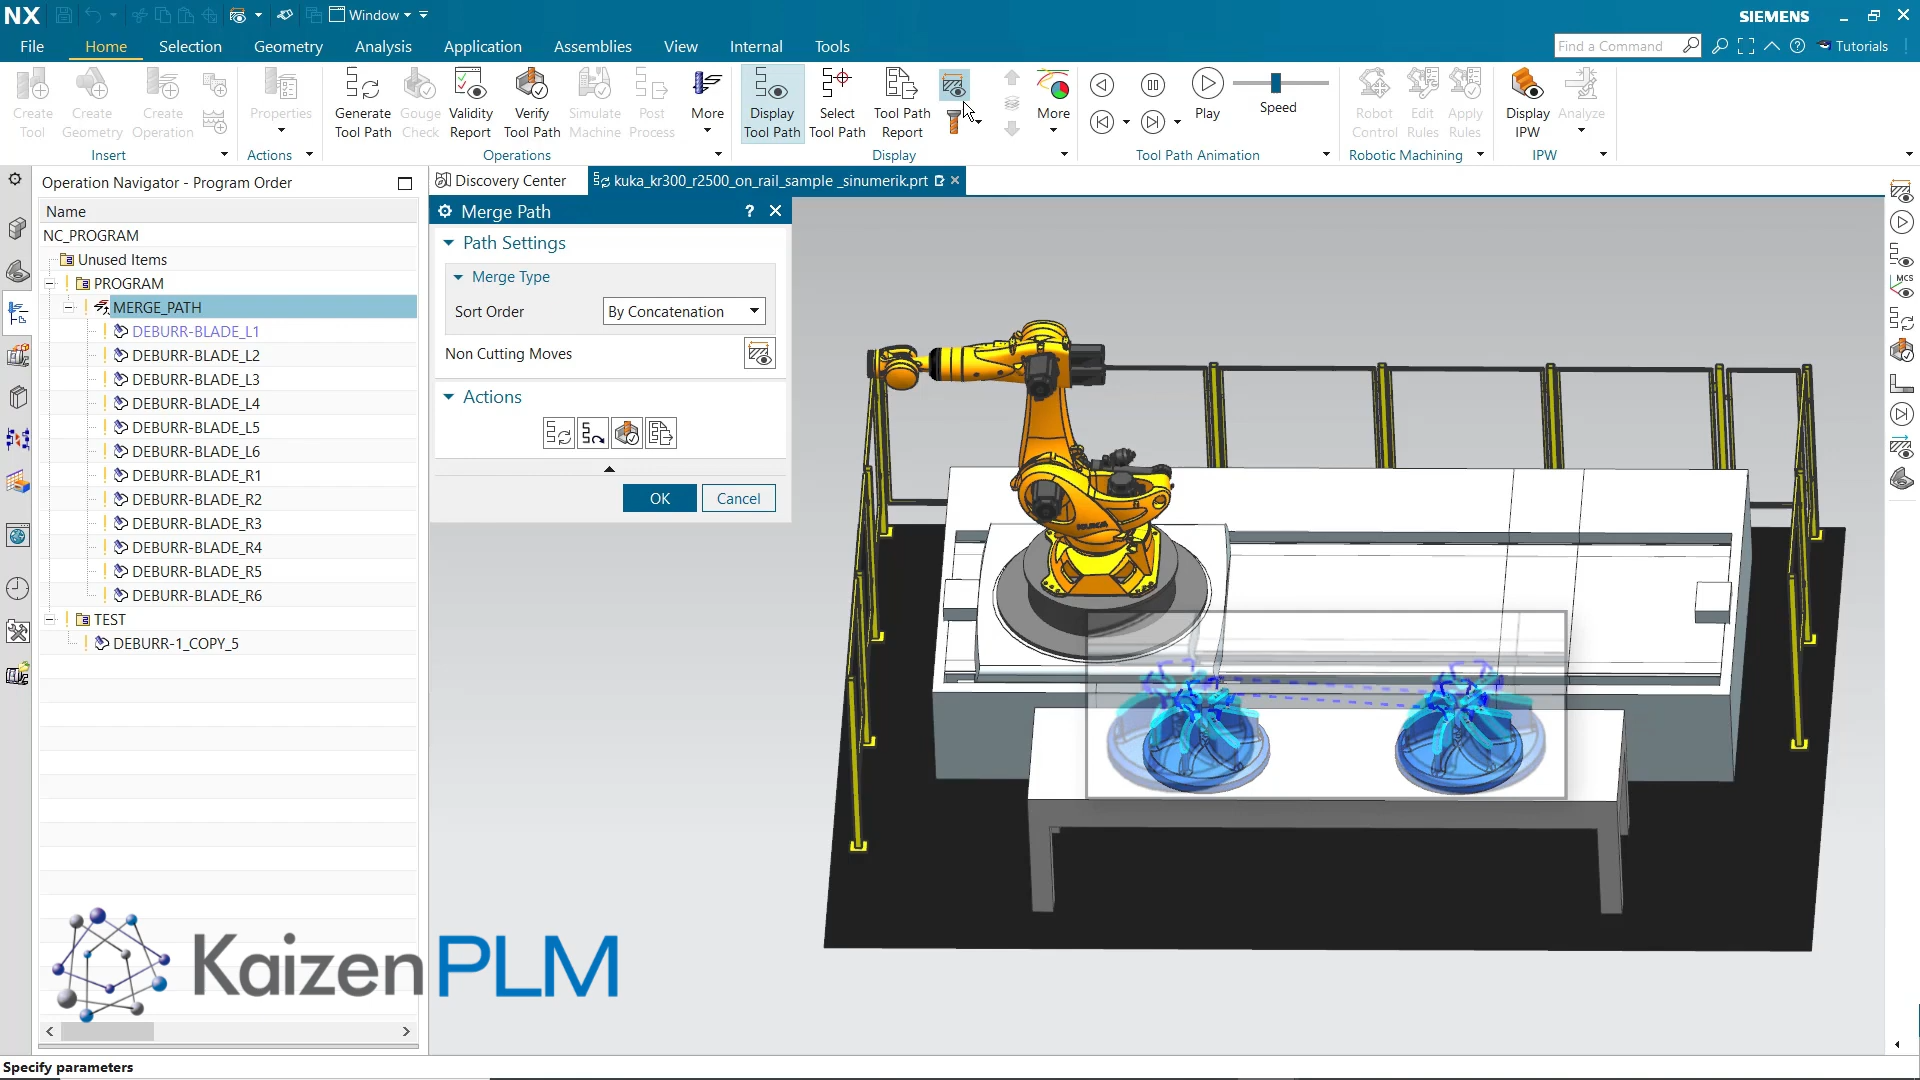 NX
Window
SIEMENS
File Home Selection Geometry Analysis Application Assemblies View Internal Tools
Find a Command
Tutorials
Create Tool
Create Geometry
Create Operation
Insert
Properties
Actions
Generate Tool Path
Gouge Check
Validity Report
Verify Tool Path
Simulate Machine
Post Process
More
Operations
Display Tool Path
Select Tool Path
Tool Path Report
More
Display
Play
Speed
Tool Path Animation
Robot Control
Edit Rules
Apply Rules
Robotic Machining
Display IPW
Analyze
IPW
Operation Navigator - Program Order
Discovery Center
kuka_kr300_r2500_on_rail_sample _sinumerik.prt
Name
NC_PROGRAM
Unused Items
PROGRAM
MERGE_PATH
DEBURR-BLADE_L1
DEBURR-BLADE_L2
DEBURR-BLADE_L3
DEBURR-BLADE_L4
DEBURR-BLADE_L5
DEBURR-BLADE_L6
DEBURR-BLADE_R1
DEBURR-BLADE_R2
DEBURR-BLADE_R3
DEBURR-BLADE_R4
DEBURR-BLADE_R5
DEBURR-BLADE_R6
TEST
DEBURR-1_COPY_5
Merge Path
?
Path Settings
Merge Type
Sort Order By Concatenation
Non Cutting Moves
Actions
OK Cancel
MCS
KaizenPLM
Specify parameters